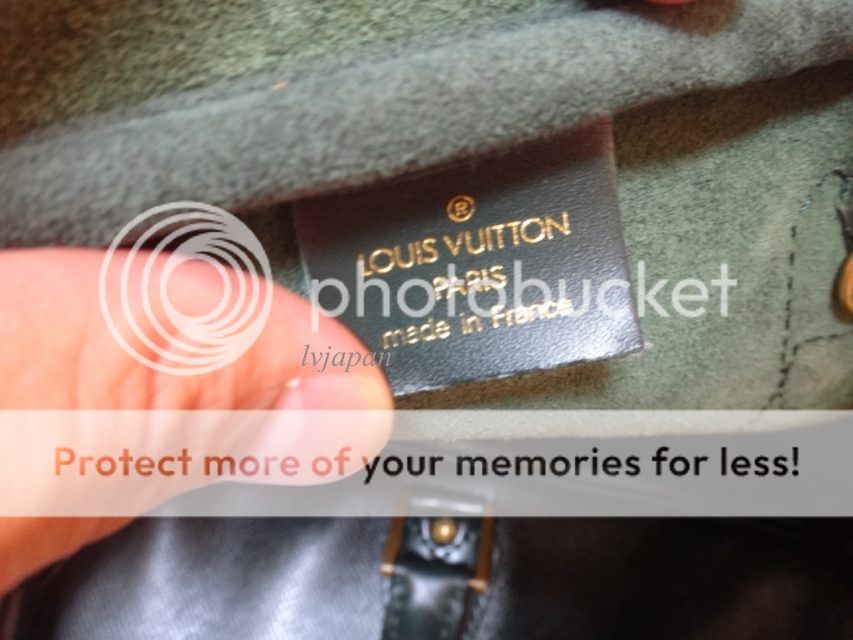 ®
LOUIS VUITTON
PARIS
photobucket
made in France
lvjapan
Protect more of your memories for less!